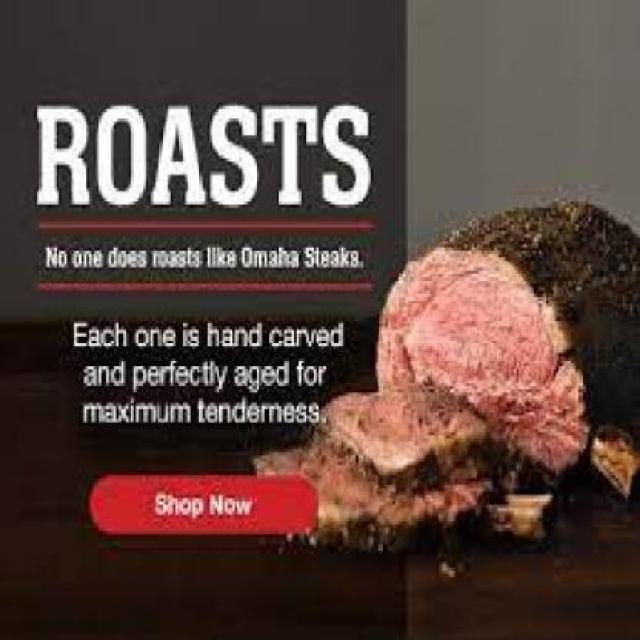 ROASTS
No one does roasts like Omaha Steaks.
Each one is hand carved
and perfectly aged for
maximum tenderness.
Shop Now